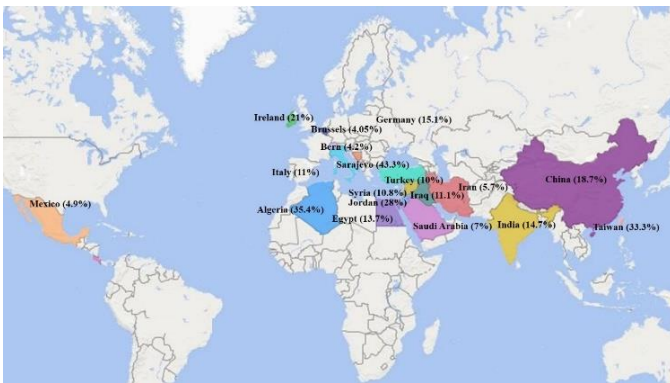 Ireland (21%)
Germany (15.1%)
Brussels (4.05%)
Bern (4.2%)
Sarajevo (43.3%)
Italy (11%)
Turkey (10%)
China (18.7%)
Iran (5.7%)
Syria (10.8%)
Iraq (11.1%)
Mexico (4.9%)
Jordan (28%)
Algeria (35.4%)
Egypt (13.7%)
Saudi Arabia (7%)
India (14.7%)
Taiwan (33.3%)